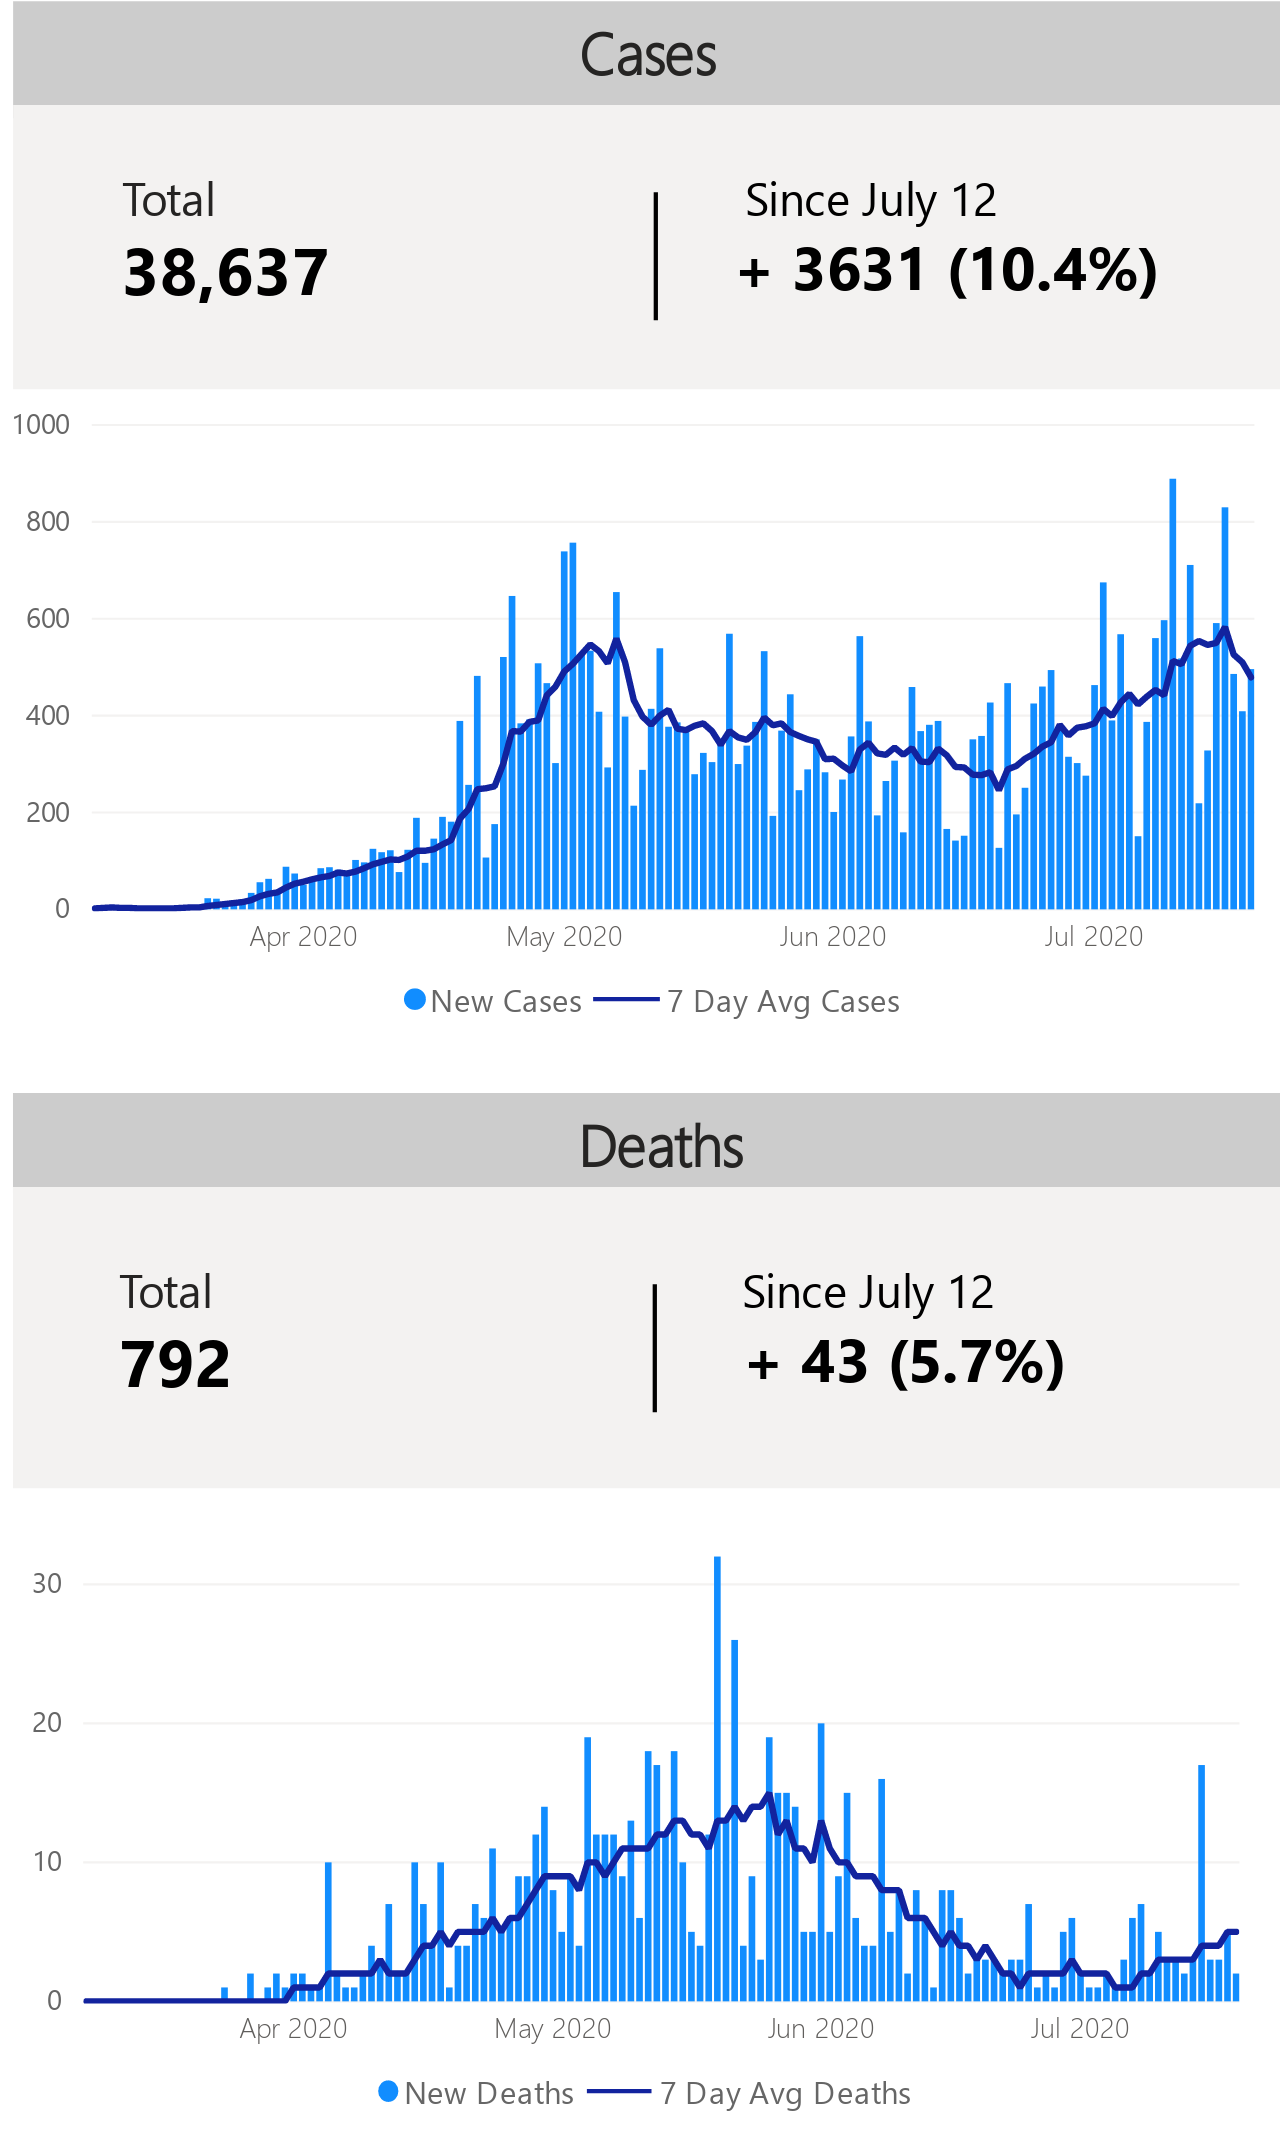 Cases
Total
Since July 12
38,637
+ 3631 (10.4%)
1000
800
600
400
200
0
Apr 2020
May 2020
Jun 2020
Jul 2020
New Cases
7 Day Avg Cases
Deaths
Total
Since July 12
792
+ 43 (5.7%)
30
20
10
0
Apr 2020
May 2020
Jun 2020
Jul 2020
New Deaths
7 Day Avg Deaths